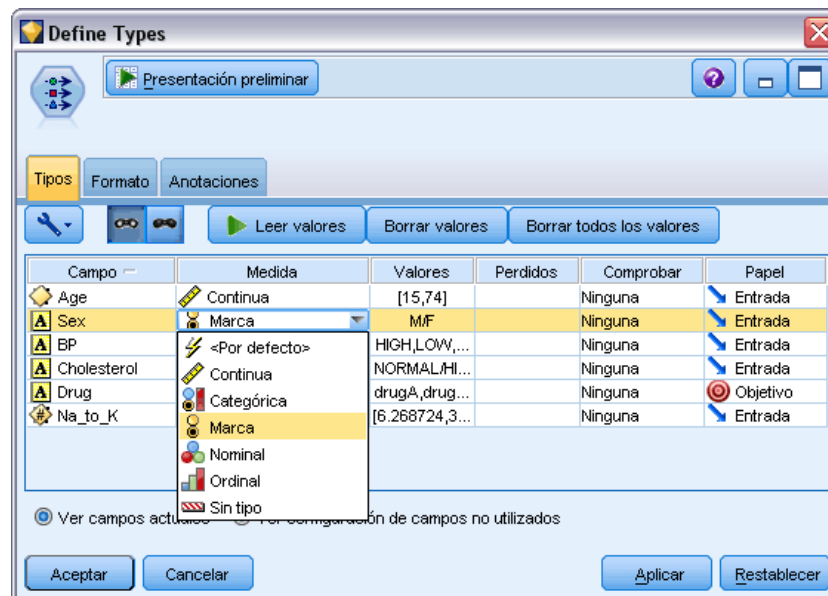 Define Types
Presentación preliminar
Tipos Formato Anotaciones
Leer valores Borrar valores Borrar todos los valores
Campo Medida Valores Perdidos Comprobar Papel
Age Continua [15,74] Ninguna Entrada
A Sex Marca M/F Ninguna Entrada
A BP HIGH,LOW,... Ninguna Entrada
A Cholesterol NORMAL/HI... Ninguna Entrada
A Drug drugA,drug... Ninguna Objetivo
# Na_to_K [6.268724,3... Ninguna Entrada
<Por defecto>
Continua
Categórica
Marca
Nominal
Ordinal
Sin tipo
Ver campos de campos no utilizados
Aceptar Cancelar Aplicar Restablecer